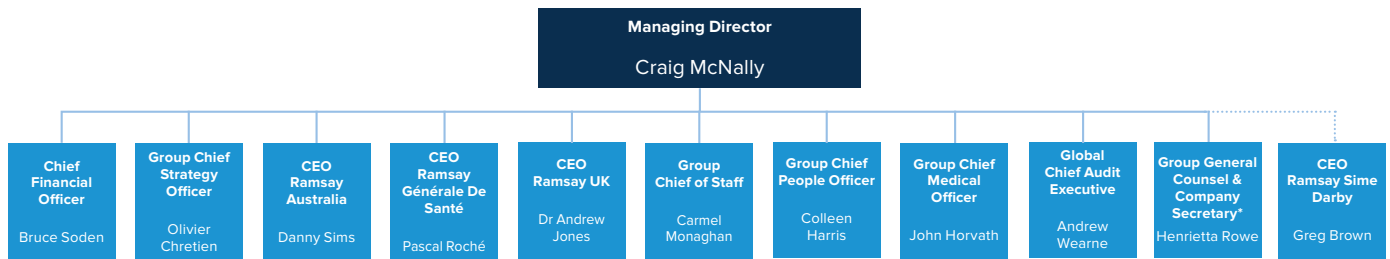 Managing Director
Craig McNally
Chief
Financial
Officer
Bruce Soden
Group Chief
Strategy
Officer
Olivier
Chretien
CEO
Ramsay
Australia
Danny Sims
CEO
Ramsay
Générale De
Santé
Pascal Roché
CEO
Ramsay UK
Dr Andrew
Jones
Group
Chief of Staff
Carmel
Monaghan
Group Chief
People Officer
Colleen
Harris
Group Chief
Medical
Officer
John Horvath
Global
Chief Audit
Executive
Andrew
Wearne
Group General
Counsel &
Company
Secretary*
Henrietta Rowe
CEO
Ramsay Sime
Darby
Greg Brown